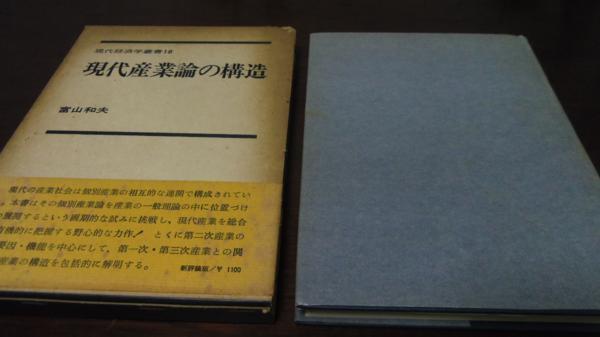 現代経済学叢書18
現代産業論の構造
富山和夫
現代の産業社会は個別産業の相互的な連関で構成されてい
。本書はその個別産業論を産業の一般理論の中に位置づけ
展開するという画期的な試みに挑戦し、現代産業を総合
有機的に把握する野心的な力作！ とくに第二次産業の
要因・機能を中心にして、第一次・第三次産業との関
産業の構造を包括的に解明する。
新評論版/￥1100